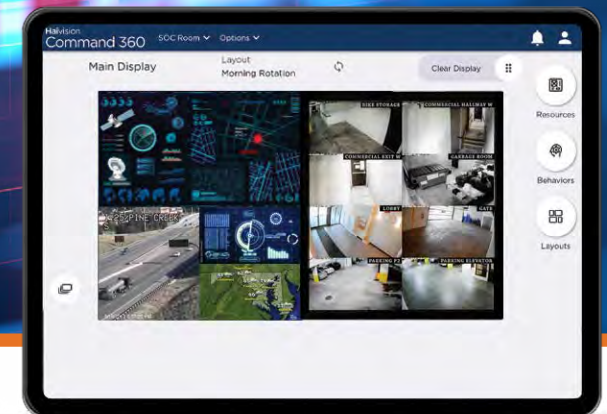 Haivision
Command 360
SOC Room
Options
Main Display
Layout
Morning Rotation
Clear Display
Resources
Behaviors
Layouts
BIKE STORAGE
COMMERCIAL HALLWAY W
COMMERCIAL EXIT W
GARBAGE ROOM
LOBBY
GATE
PARKING P2
PARKING ELEVATOR
I-25 PINE CREEK